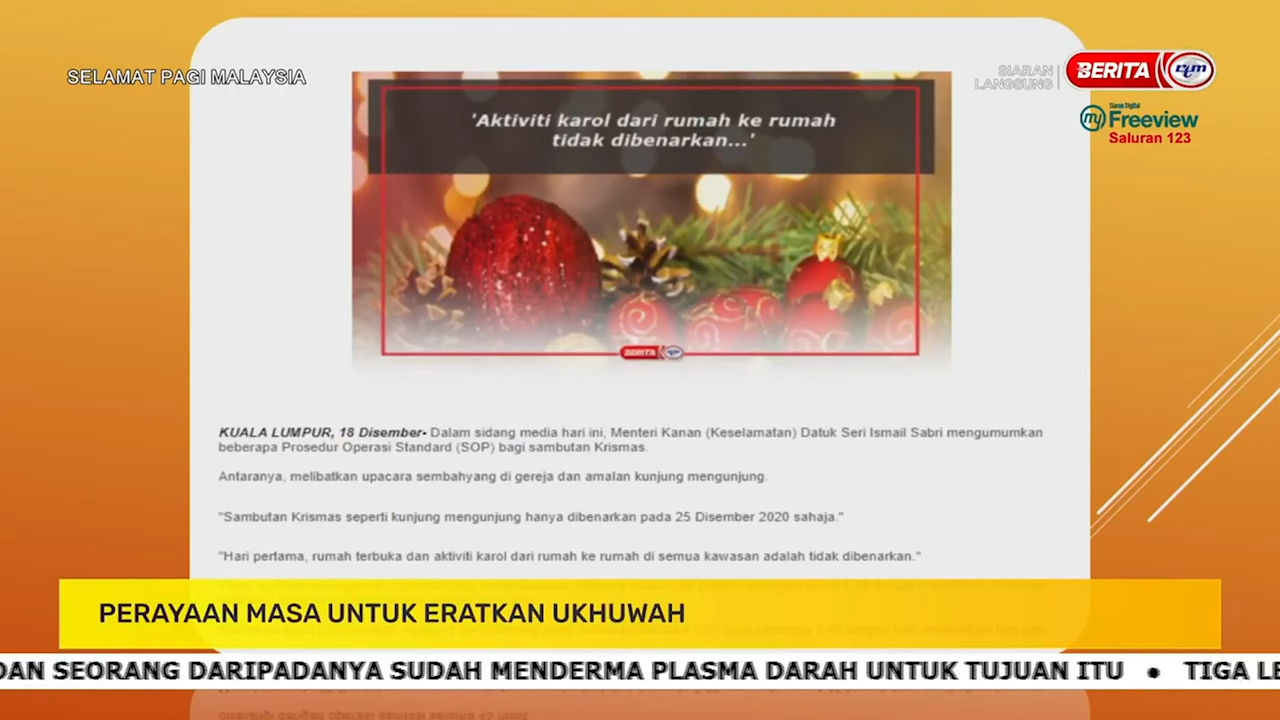 SELAMAT PAGI MALAYSIA
SIARAN
LANGSUNG
BERITA rtm
Siaran Digital
my Freeview
Saluran 123
'Aktiviti karol dari rumah ke rumah
tidak dibenarkan...'
BERITA
KUALA LUMPUR, 18 Disember- Dalam sidang media hari ini, Menteri Kanan (Keselamatan) Datuk Seri Ismail Sabri mengumumkan
beberapa Prosedur Operasi Standard (SOP) bagi sambutan Krismas.
Antaranya, melibatkan upacara sembahyang di gereja dan amalan kunjung mengunjung.
"Sambutan Krismas seperti kunjung mengunjung hanya dibenarkan pada 25 Disember 2020 sahaja."
"Hari pertama, rumah terbuka dan aktiviti karol dari rumah ke rumah di semua kawasan adalah tidak dibenarkan."
PERAYAAN MASA UNTUK ERATKAN UKHUWAH
DAN SEORANG DARIPADANYA SUDAH MENDERMA PLASMA DARAH UNTUK TUJUAN ITU • TIGA LE